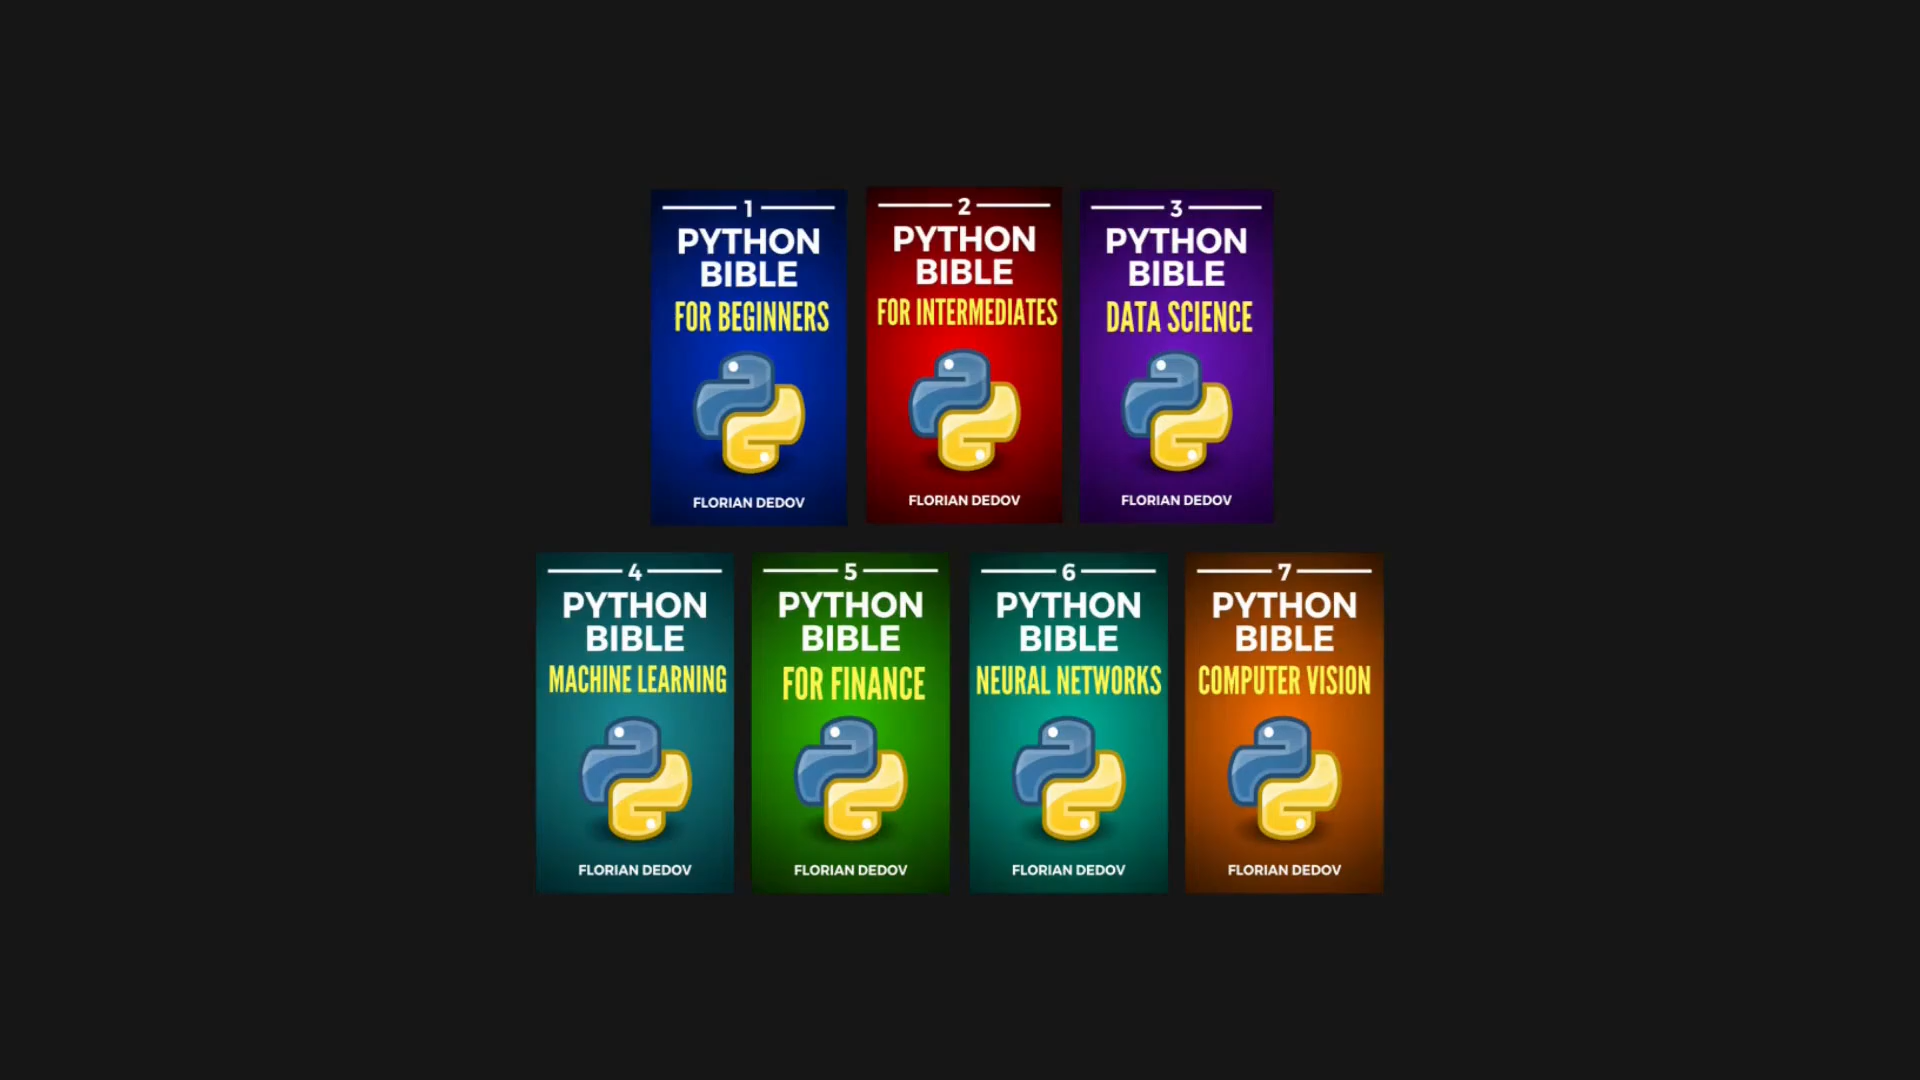 1
PYTHON
BIBLE
FOR BEGINNERS
FLORIAN DEDOV
2
PYTHON
BIBLE
FOR INTERMEDIATES
FLORIAN DEDOV
3
PYTHON
BIBLE
DATA SCIENCE
FLORIAN DEDOV
4
PYTHON
BIBLE
MACHINE LEARNING
FLORIAN DEDOV
5
PYTHON
BIBLE
FOR FINANCE
FLORIAN DEDOV
6
PYTHON
BIBLE
NEURAL NETWORKS
FLORIAN DEDOV
7
PYTHON
BIBLE
COMPUTER VISION
FLORIAN DEDOV